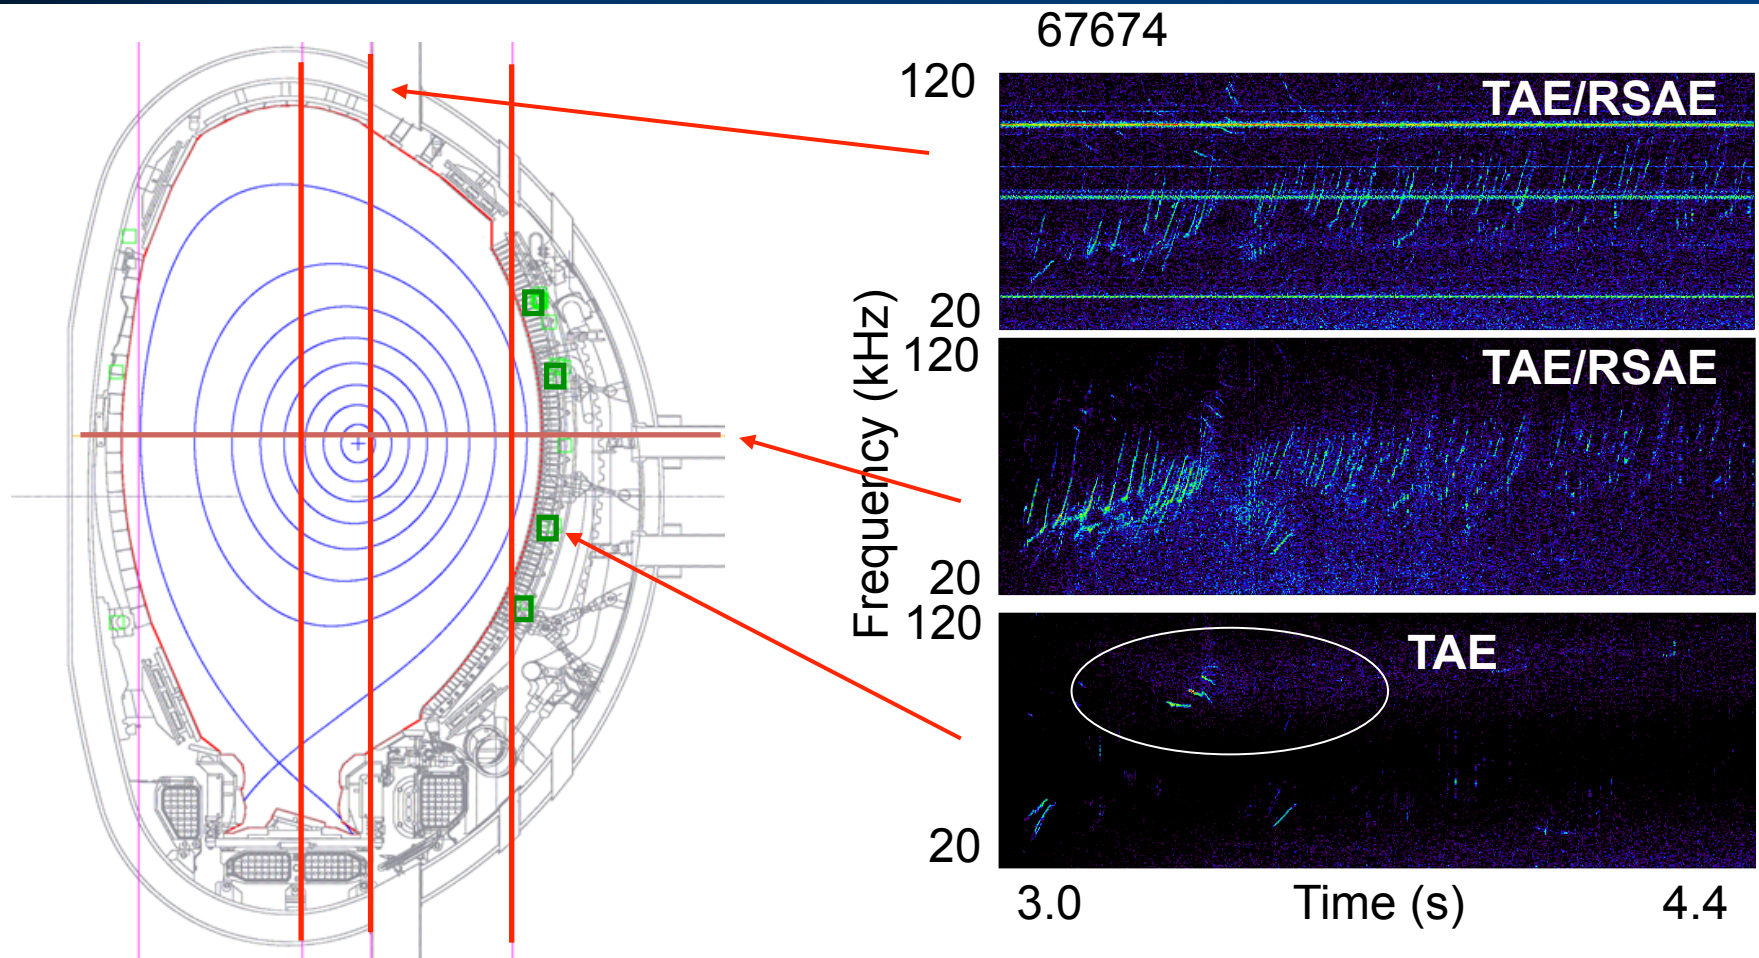 67674
120
TAE/RSAE
20
120
TAE/RSAE
Frequency (kHz)
20
120
TAE
20
3.0 Time (s) 4.4